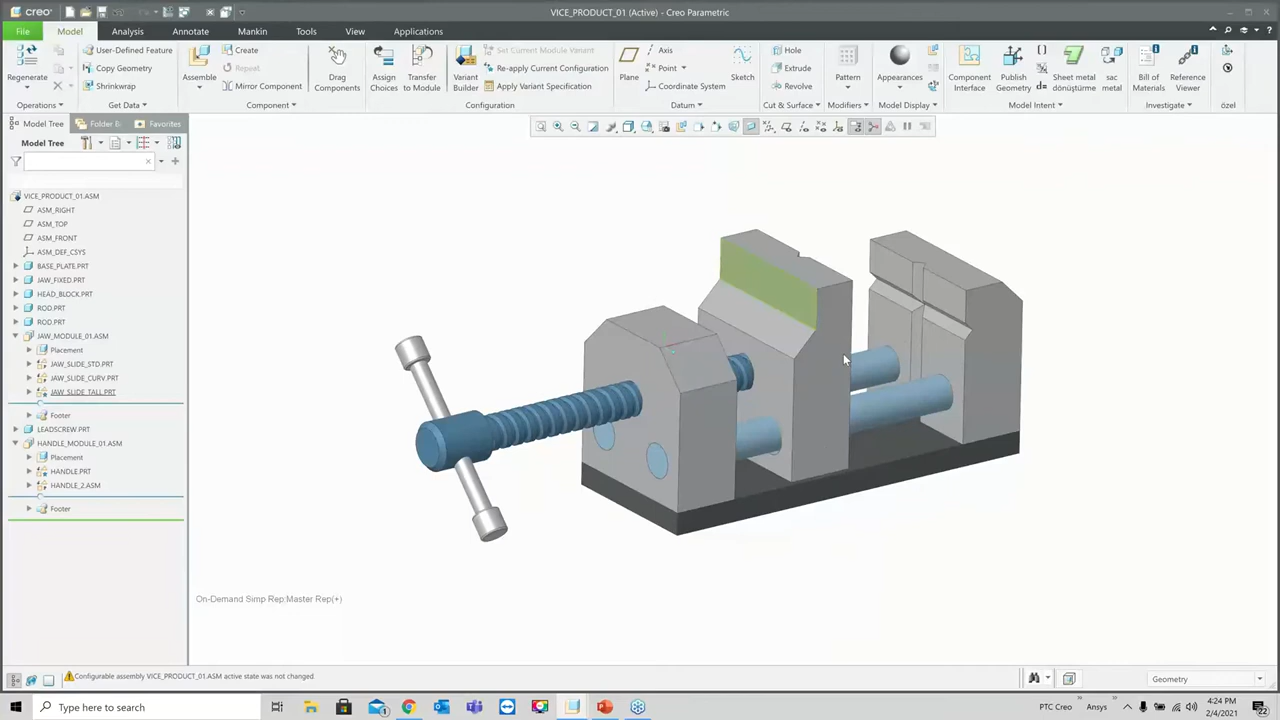 creo
VICE_PRODUCT_01 (Active) - Creo Parametric
File
Model
Analysis
Annotate
Mankin
Tools
View
Applications
Regenerate
User-Defined Feature
Copy Geometry
Shrinkwrap
Assemble
Create
Repeat
Mirror Component
Drag
Components
Assign
Choices
Transfer
to Module
Variant
Builder
Set Current Module Variant
Re-apply Current Configuration
Apply Variant Specification
Plane
Axis
Point
Coordinate System
Sketch
Hole
Extrude
Revolve
Pattern
Appearances
Component
Interface
Publish
Geometry
Sheet metal
dönüştürme
sac
metal
Bill of
Materials
Reference
Viewer
Operations
Get Data
Component
Configuration
Datum
Cut & Surface
Modifiers
Model Display
Model Intent
Investigate
özel
Model Tree
Folder B
Favorites
Model Tree
VICE_PRODUCT_01.ASM
ASM_RIGHT
ASM_TOP
ASM_FRONT
ASM_DEF_CSYS
BASE_PLATE.PRT
JAW_FIXED.PRT
HEAD_BLOCK.PRT
ROD.PRT
ROD.PRT
JAW_MODULE_01.ASM
Placement
JAW_SLIDE_STD.PRT
JAW_SLIDE_CURV.PRT
JAW_SLIDE_TALL.PRT
Footer
LEADSCREW.PRT
HANDLE_MODULE_01.ASM
Placement
HANDLE.PRT
HANDLE_2.ASM
Footer
On-Demand Simp Rep:Master Rep(+)
Configurable assembly VICE_PRODUCT_01.ASM active state was not changed.
Geometry
Type here to search
PTC Creo
Ansys
4:24 PM
2/4/2021
22